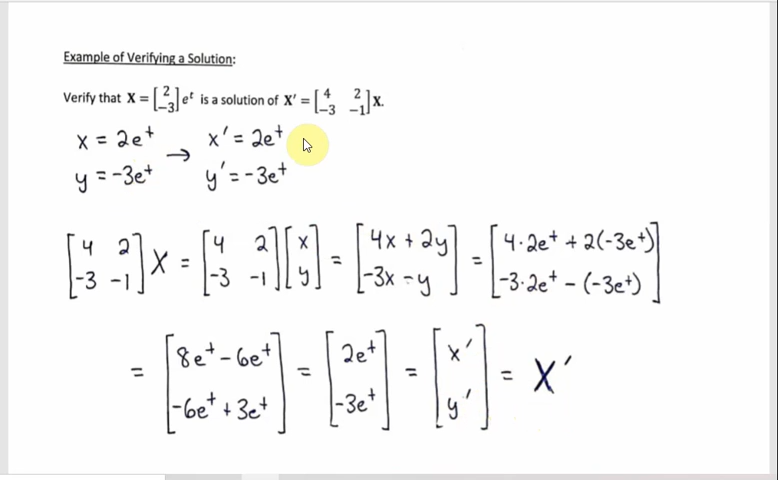 Example of Verifying a Solution:
Verify that X = [2 -3] e^t is a solution of X' = [4 2 -3 -1] X.
x = 2e^t → x' = 2e^t
y = -3e^t y' = -3e^t
[4 2 -3 -1] X = [4 2 -3 -1] [x y] = [4x + 2y -3x - y] = [4·2e^t + 2(-3e^t) -3·2e^t - (-3e^t)]
= [8e^t - 6e^t -6e^t + 3e^t] = [2e^t -3e^t] = [x' y'] = X'